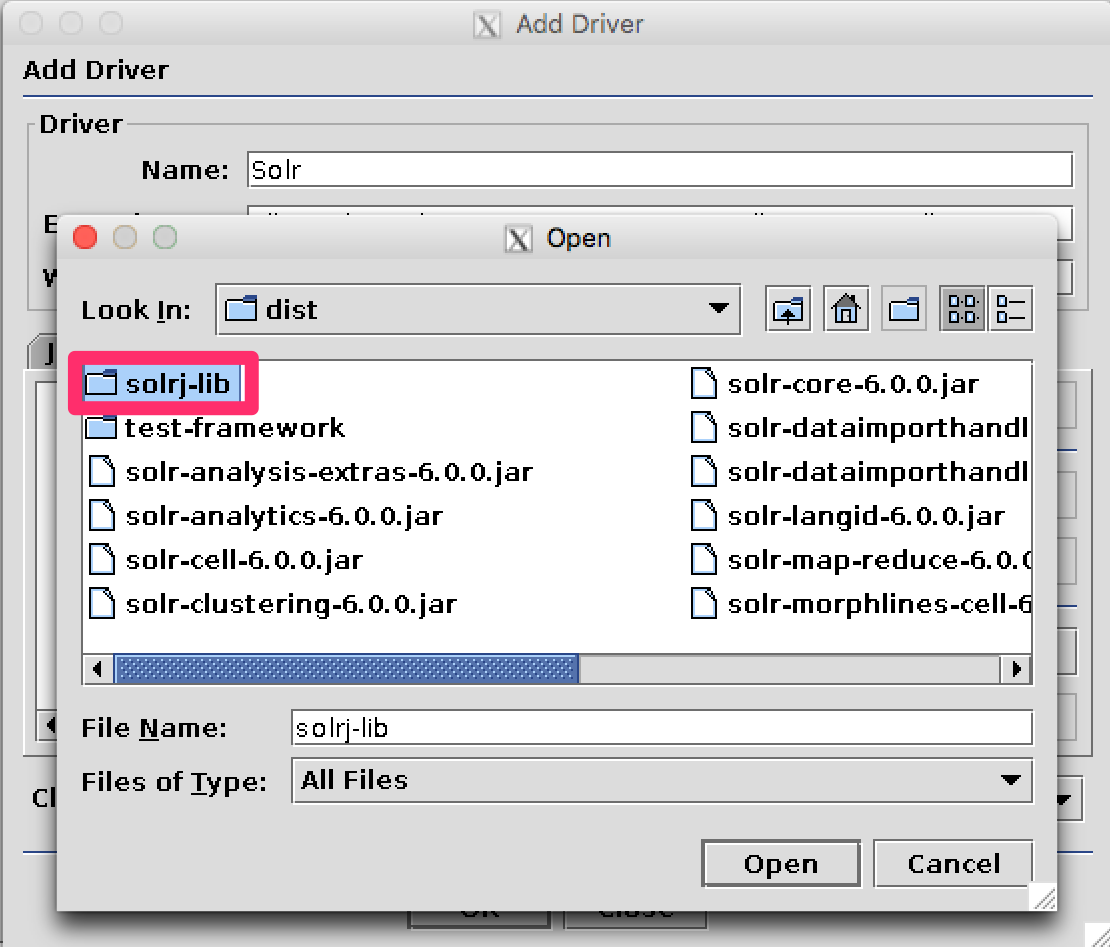 Add Driver
Add Driver
Driver
Name: Solr
Open
Look In: dist
solrj-lib
test-framework
solr-analysis-extras-6.0.0.jar
solr-analytics-6.0.0.jar
solr-cell-6.0.0.jar
solr-clustering-6.0.0.jar
solr-core-6.0.0.jar
solr-dataimporthandl
solr-dataimporthandl
solr-langid-6.0.0.jar
solr-map-reduce-6.0.0
solr-morphlines-cell-6
File Name: solrj-lib
Files of Type: All Files
Open Cancel